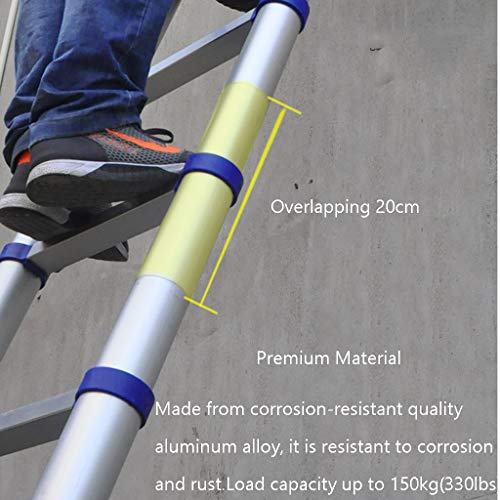 Overlapping 20cm
Premium Material
Made from corrosion-resistant quality
aluminum alloy, it is resistant to corrosion
and rust.Load capacity up to 150kg(330lbs